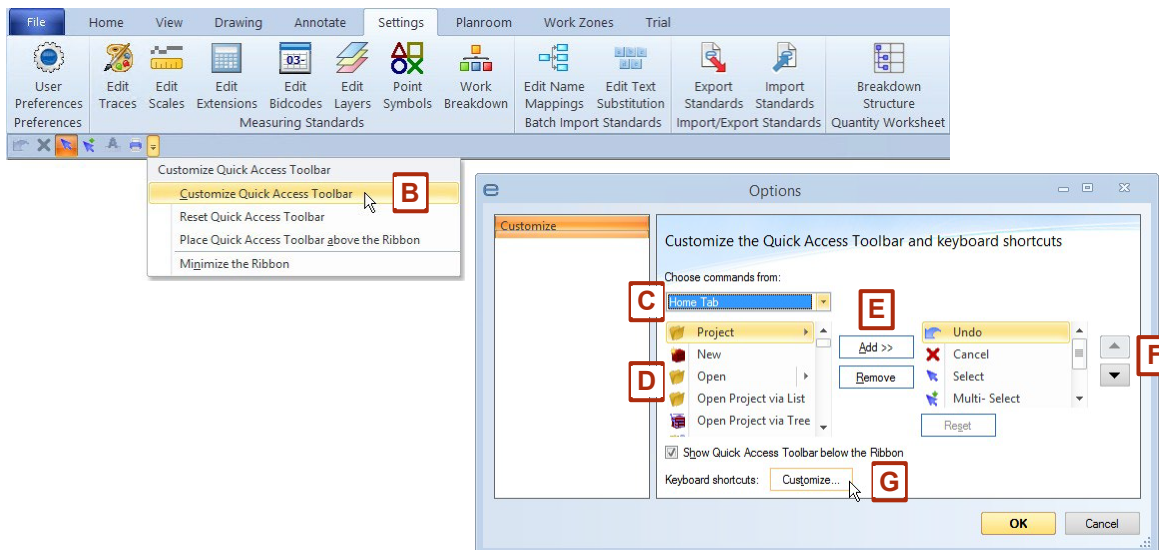 File Home View Drawing Annotate Settings Planroom Work Zones Trial
03-
User Edit Edit Edit Edit Edit Point Work Edit Name Edit Text Export Import Breakdown
Preferences Traces Scales Extensions Bidcodes Layers Symbols Breakdown Mappings Substitution Standards Standards Structure
Preferences Measuring Standards Batch Import Standards Import/Export Standards Quantity Worksheet
A
Customize Quick Access Toolbar
Customize Quick Access Toolbar
B
Reset Quick Access Toolbar
Place Quick Access Toolbar above the Ribbon
Minimize the Ribbon
e Options
Customize
Customize the Quick Access Toolbar and keyboard shortcuts
Choose commands from:
C Home Tab
E
Project Undo
New Add >> Cancel
F
D Open Remove Select
Open Project via List Multi- Select
Open Project via Tree Reset
Show Quick Access Toolbar below the Ribbon
Keyboard shortcuts: Customize... G
OK Cancel